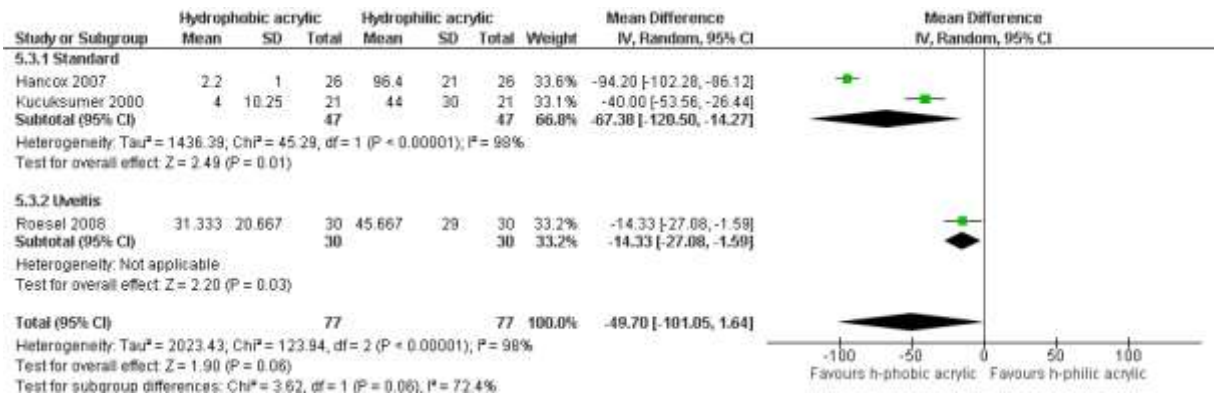 Hydrophobic acrylic Hydrophilic acrylic Mean Difference Mean Difference
Study or Subgroup Mean SD Total Mean SD Total Weight IV, Random, 95% CI IV, Random, 95% CI
5.3.1 Standard
Hancox 2007 2.2 1 26 96.4 21 26 33.6% -94.20 [-102.28, -86.12]
Kucuksumer 2000 4 10.25 21 44 30 21 33.1% -40.00 [-53.56, -26.44]
Subtotal (95% CI) 47 47 66.8% -67.38 [-120.50, -14.27]
Heterogeneity: Tau² = 1436.39; Chi² = 45.29, df = 1 (P < 0.00001); I² = 98%
Test for overall effect: Z = 2.49 (P = 0.01)
5.3.2 Uveitis
Roesel 2008 31.333 20.667 30 45.667 29 30 33.2% -14.33 [-27.08, -1.59]
Subtotal (95% CI) 30 30 33.2% -14.33 [-27.08, -1.59]
Heterogeneity: Not applicable
Test for overall effect: Z = 2.20 (P = 0.03)
Total (95% CI) 77 77 100.0% -49.70 [-101.05, 1.64]
Heterogeneity: Tau² = 2023.43; Chi² = 123.94, df = 2 (P < 0.00001); I² = 98%
Test for overall effect: Z = 1.90 (P = 0.06)
Test for subgroup differences: Chi² = 3.62, df = 1 (P = 0.06), I² = 72.4%
-100 -50 0 50 100
Favours h-phobic acrylic Favours h-philic acrylic